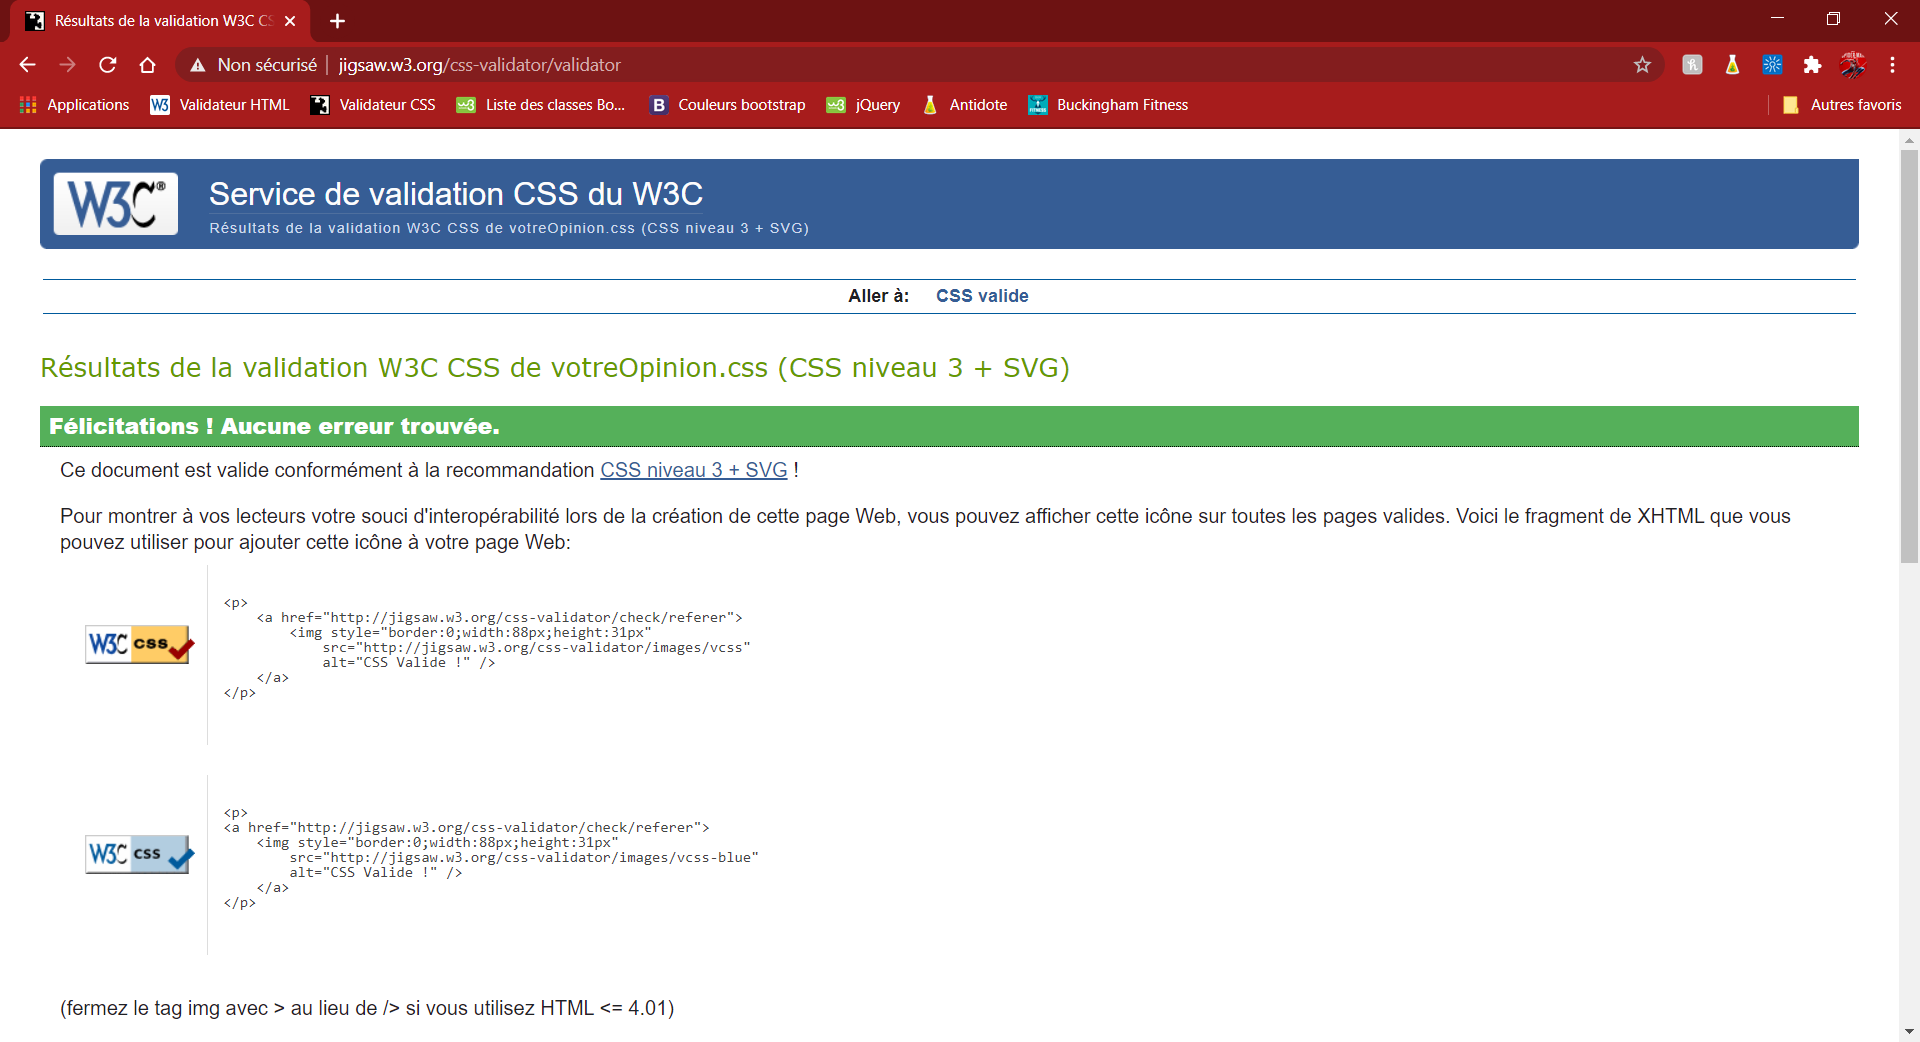 Résultats de la validation W3C CS
Non sécurisé | jigsaw.w3.org/css-validator/validator
Applications W3 Validateur HTML Validateur CSS w3 Liste des classes Bo... B Couleurs bootstrap w3 jQuery Antidote Buckingham Fitness Autres favoris
W3C® Service de validation CSS du W3C
Résultats de la validation W3C CSS de votreOpinion.css (CSS niveau 3 + SVG)
Aller à: CSS valide
Résultats de la validation W3C CSS de votreOpinion.css (CSS niveau 3 + SVG)
Félicitations ! Aucune erreur trouvée.
Ce document est valide conformément à la recommandation CSS niveau 3 + SVG !
Pour montrer à vos lecteurs votre souci d'interopérabilité lors de la création de cette page Web, vous pouvez afficher cette icône sur toutes les pages valides. Voici le fragment de XHTML que vous
pouvez utiliser pour ajouter cette icône à votre page Web:
<p>
<a href="http://jigsaw.w3.org/css-validator/check/referer">
<img style="border:0;width:88px;height:31px"
W3C css
src="http://jigsaw.w3.org/css-validator/images/vcss"
alt="CSS Valide !" />
</a>
</p>
<p>
<a href="http://jigsaw.w3.org/css-validator/check/referer">
<img style="border:0;width:88px;height:31px"
W3C css
src="http://jigsaw.w3.org/css-validator/images/vcss-blue"
alt="CSS Valide !" />
</a>
</p>
(fermez le tag img avec > au lieu de /> si vous utilisez HTML <= 4.01)